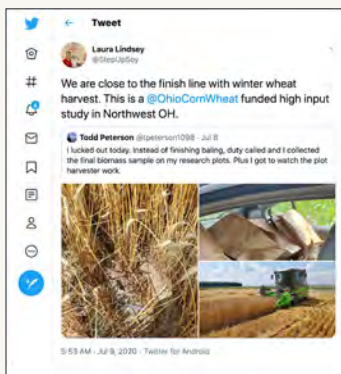 Tweet
Laura Lindsey
@StepUpSoy
We are close to the finish line with winter wheat
harvest. This is a @OhioCornWheat funded high input
study in Northwest OH.
Todd Peterson @tpeterson1098 · Jul 8
I lucked out today. Instead of finishing baling, duty called and I collected
the final biomass sample on my research plots. Plus I got to watch the plot
harvester work.
5:53 AM · Jul 9, 2020 · Twitter for Android